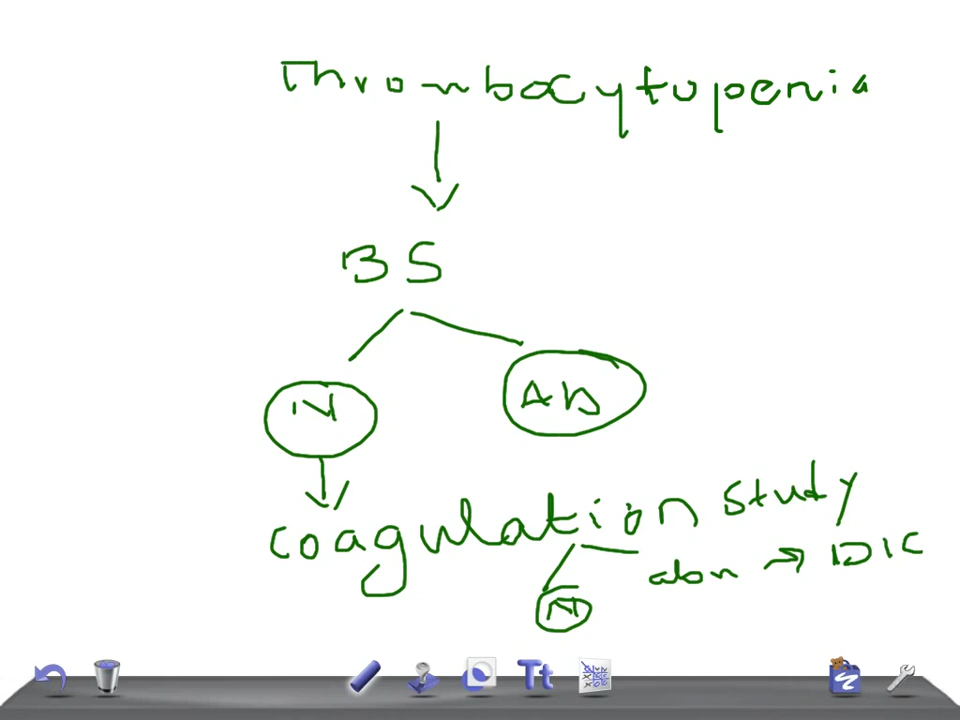 Thrombocytopenia
BS
N
Ab
coagulation study
abn → DIC
N
Tt